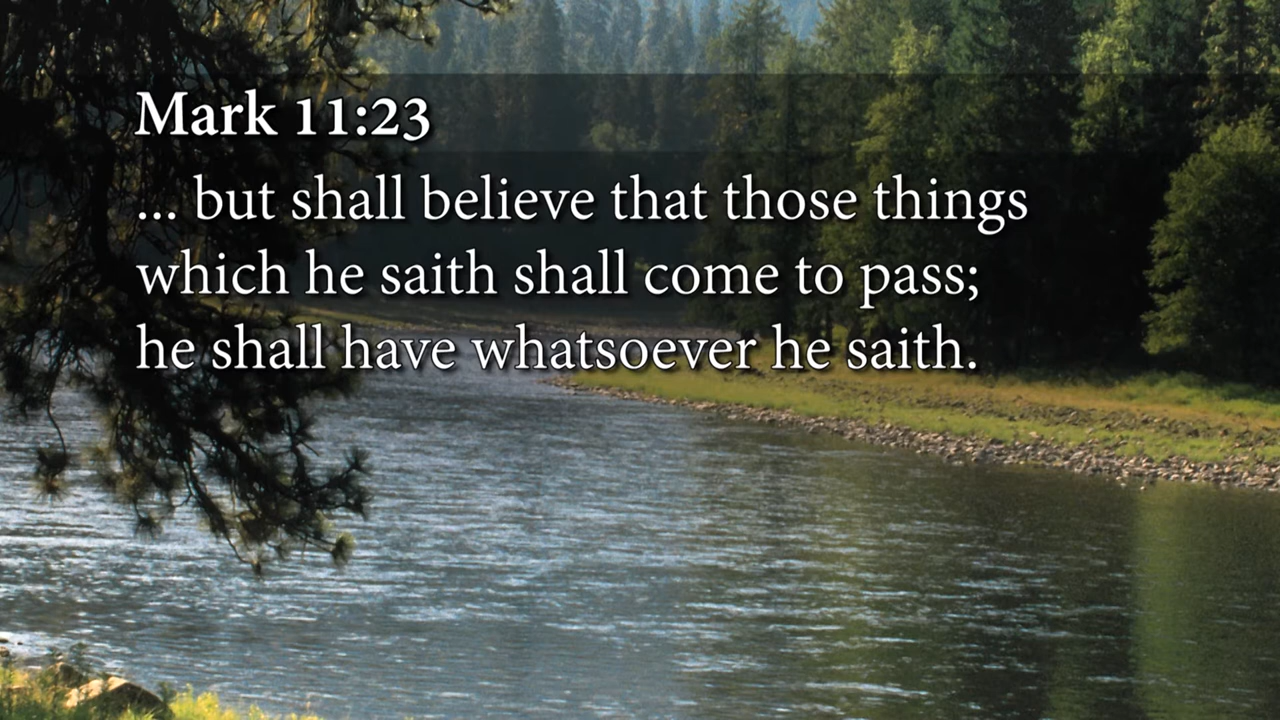 Mark 11:23
... but shall believe that those things
which he saith shall come to pass;
he shall have whatsoever he saith.